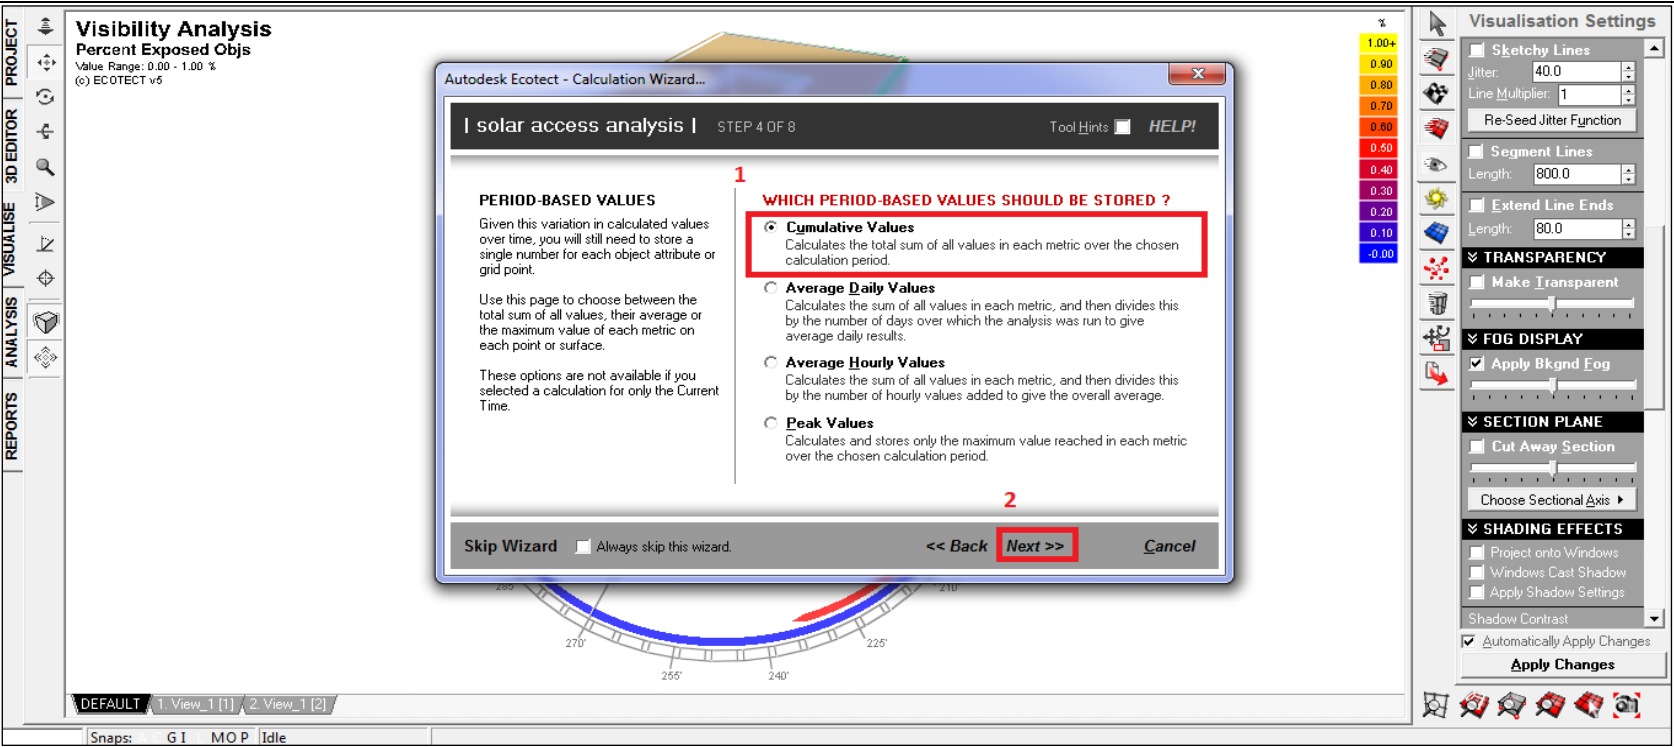 PROJECT
3D EDITOR
VISUALISE
ANALYSIS
REPORTS
Visibility Analysis
Percent Exposed Objs
Value Range: 0.00 - 1.00 %
(c) ECOTECT v5
%
1.00+
0.90
0.80
0.70
0.60
0.50
0.40
0.30
0.20
0.10
-0.00
Autodesk Ecotect - Calculation Wizard...
| solar access analysis | STEP 4 OF 8
Tool Hints HELP!
1
PERIOD-BASED VALUES
Given this variation in calculated values
over time, you will still need to store a
single number for each object attribute or
grid point.
Use this page to choose between the
total sum of all values, their average or
the maximum value of each metric on
each point or surface.
These options are not available if you
selected a calculation for only the Current
Time.
WHICH PERIOD-BASED VALUES SHOULD BE STORED ?
Cumulative Values
Calculates the total sum of all values in each metric over the chosen
calculation period.
Average Daily Values
Calculates the sum of all values in each metric, and then divides this
by the number of days over which the analysis was run to give
average daily results.
Average Hourly Values
Calculates the sum of all values in each metric, and then divides this
by the number of hourly values added to give the overall average.
Peak Values
Calculates and stores only the maximum value reached in each metric
over the chosen calculation period.
2
Skip Wizard Always skip this wizard.
<< Back Next >> Cancel
270°
255°
240°
225°
DEFAULT 1. View_1 [1] 2. View_1 [2]
Snaps: A C G I L M O P Idle
Visualisation Settings
Sketchy Lines
Jitter: 40.0
Line Multiplier: 1
Re-Seed Jitter Function
Segment Lines
Length: 800.0
Extend Line Ends
Length: 80.0
TRANSPARENCY
Make Transparent
FOG DISPLAY
Apply Bkgnd Fog
SECTION PLANE
Cut Away Section
Choose Sectional Axis
SHADING EFFECTS
Project onto Windows
Windows Cast Shadow
Apply Shadow Settings
Shadow Contrast
Automatically Apply Changes
Apply Changes